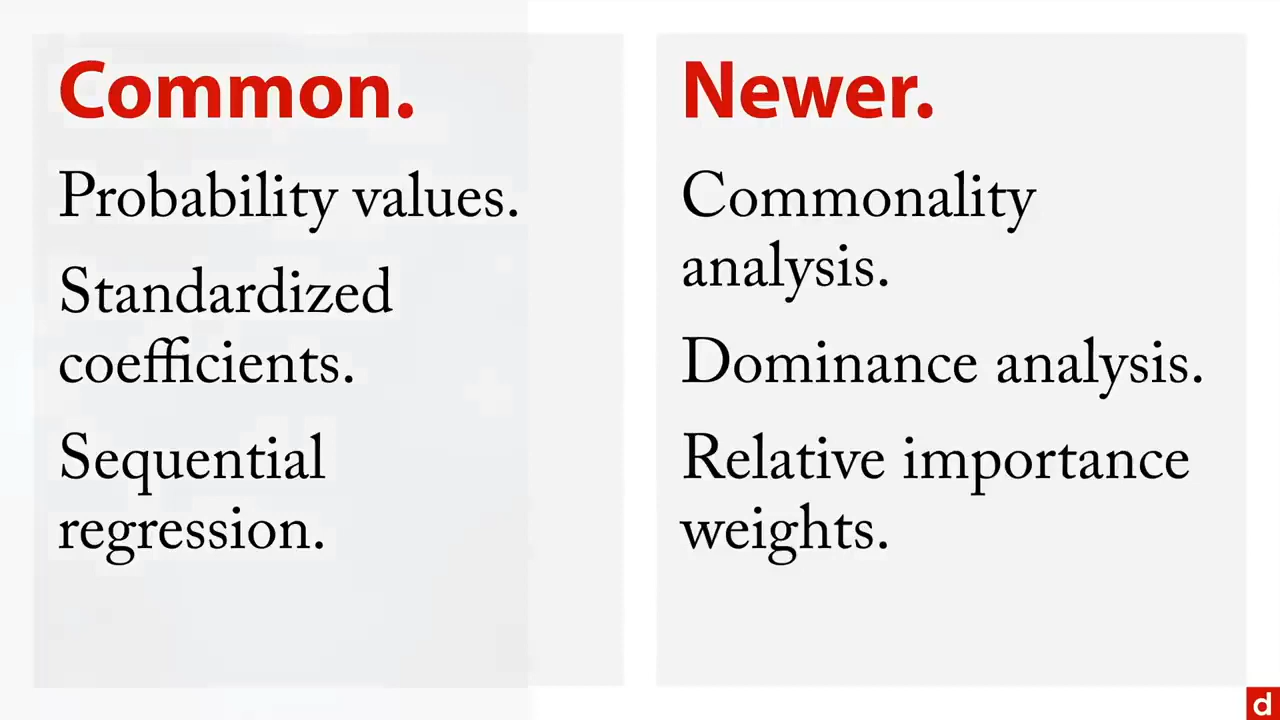 Common.
Probability values.
Standardized
coefficients.
Sequential
regression.
Newer.
Commonality
analysis.
Dominance analysis.
Relative importance
weights.
d